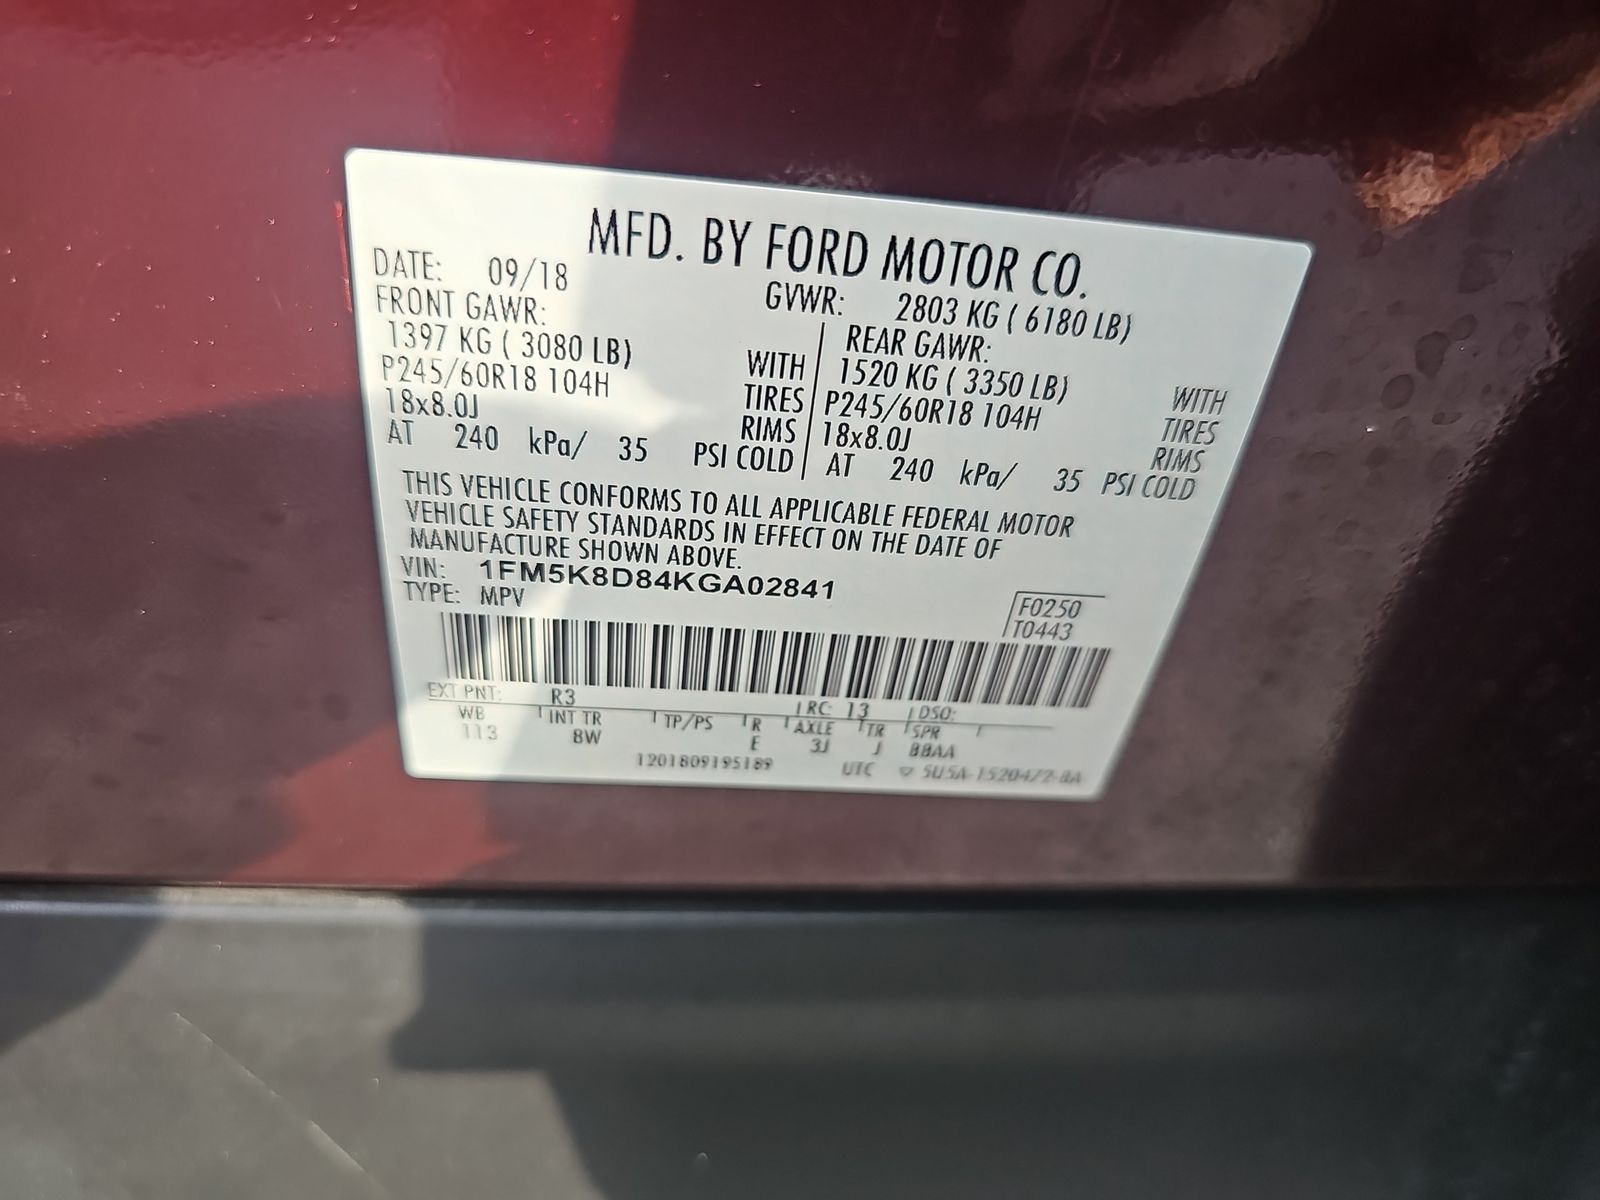 MFD. BY FORD MOTOR CO.
DATE: 09/18 GVWR: 2803 KG ( 6180 LB)
FRONT GAWR: REAR GAWR:
1397 KG ( 3080 LB) WITH 1520 KG ( 3350 LB) WITH
P245/60R18 104H TIRES P245/60R18 104H TIRES
18x8.0J RIMS 18x8.0J RIMS
AT 240 kPa/ 35 PSI COLD AT 240 kPa/ 35 PSI COLD
THIS VEHICLE CONFORMS TO ALL APPLICABLE FEDERAL MOTOR
VEHICLE SAFETY STANDARDS IN EFFECT ON THE DATE OF
MANUFACTURE SHOWN ABOVE.
VIN: 1FM5K8D84KGA02841
TYPE: MPV
F0250
T0443
EXT PNT: R3 RC: 13 DSO:
WB INT TR TP/PS R AXLE TR SPR
113 BW E 3J J BBAA
1201809195189 UTC